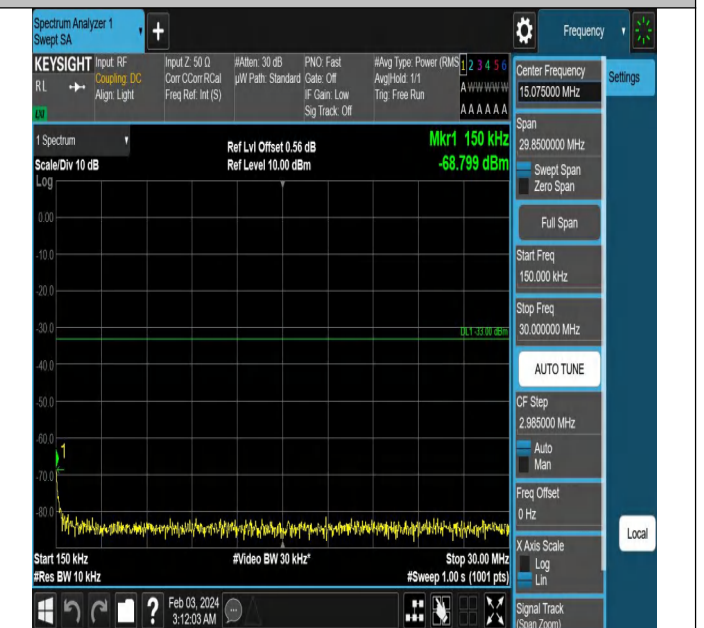 Spectrum Analyzer 1
Swept SA
+
Frequency
KEYSIGHT
RL
LXI
Input: RF
Coupling: DC
Align: Light
Input Z: 50 Ω
Corr CCorr RCal
Freq Ref: Int (S)
#Atten: 30 dB
µW Path: Standard
PNO: Fast
Gate: Off
IF Gain: Low
Sig Track: Off
#Avg Type: Power (RMS
Avg|Hold: 1/1
Trig: Free Run
1 2 3 4 5 6
A W W W W W
A A A A A A
1 Spectrum
Scale/Div 10 dB
Log
Ref Lvl Offset 0.56 dB
Ref Level 10.00 dBm
Mkr1 150 kHz
-68.799 dBm
0.00
-10.0
-20.0
-30.0
-40.0
-50.0
-60.0
-70.0
-80.0
DL1 -33.00 dBm
1
Start 150 kHz
#Res BW 10 kHz
#Video BW 30 kHz*
Stop 30.00 MHz
#Sweep 1.00 s (1001 pts)
?
Feb 03, 2024
3:12:03 AM
Center Frequency
15.075000 MHz
Settings
Span
29.8500000 MHz
Swept Span
Zero Span
Full Span
Start Freq
150.000 kHz
Stop Freq
30.000000 MHz
AUTO TUNE
CF Step
2.985000 MHz
Auto
Man
Freq Offset
0 Hz
X Axis Scale
Log
Lin
Local
Signal Track
(Span Zoom)